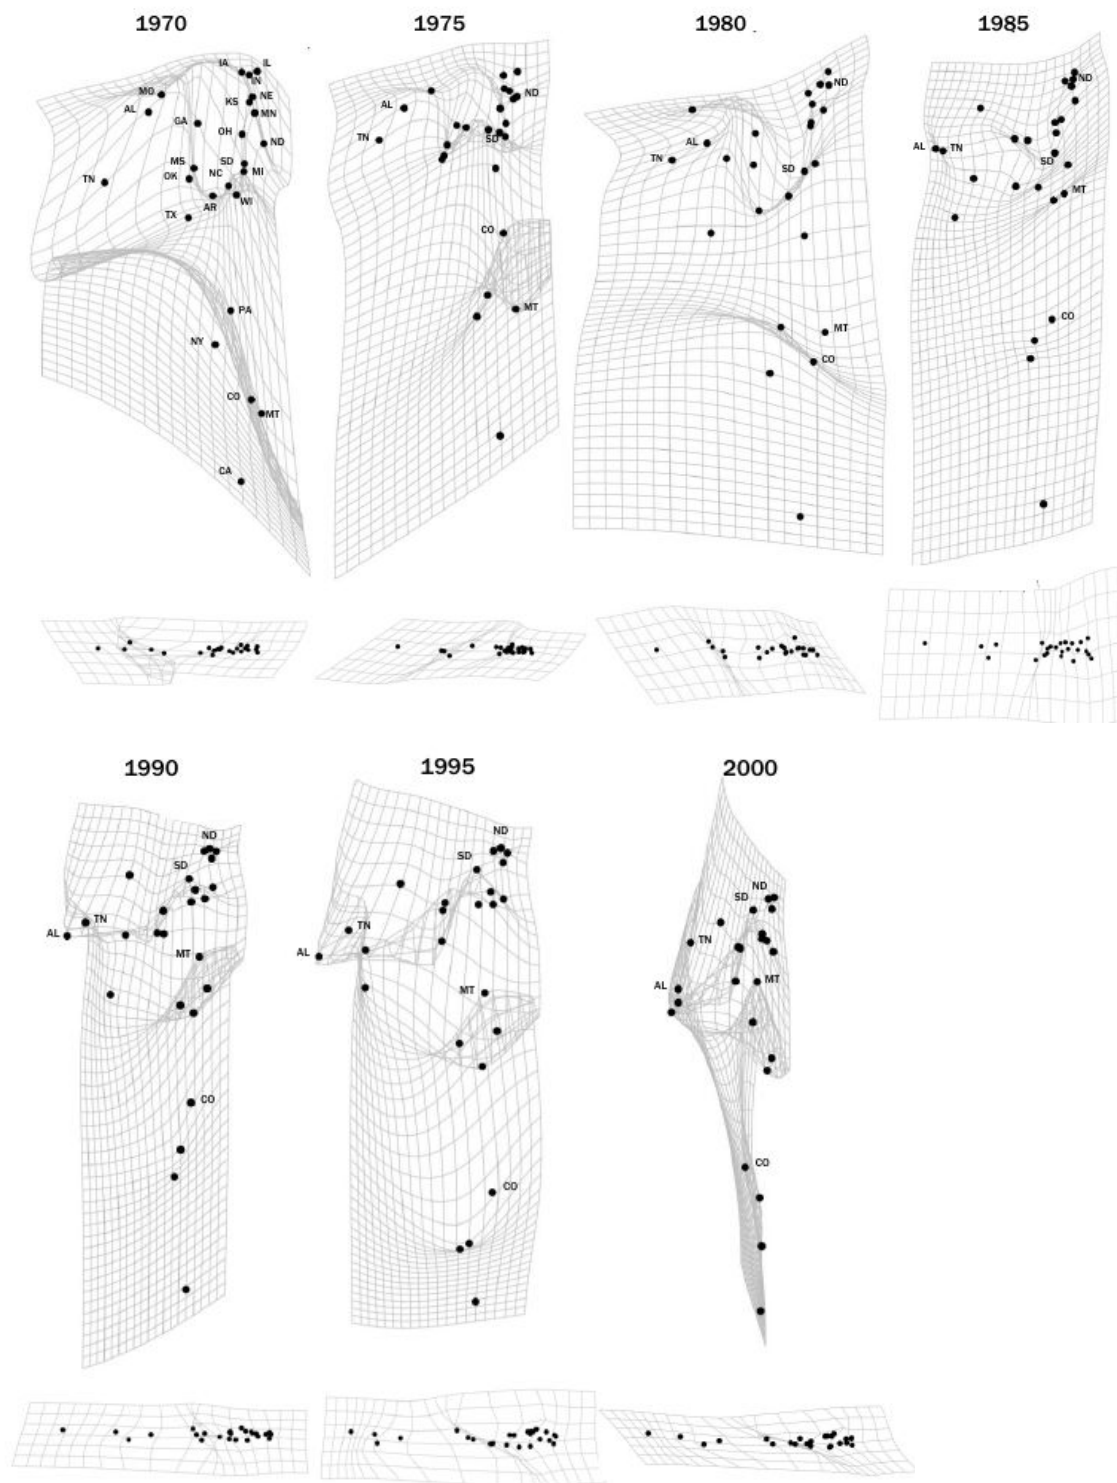 1970 1975 1980 1985
IA IL
IN
MO NE
AL KS MN
GA
OH ND
MS SD MI
OK NC
TN
AR WI
TX
PA
NY
CO
MT
CA
ND
AL
TN SD
CO
MT
ND
AL
TN SD
MT
CO
ND
AL TN
SD
MT
CO
1990 1995 2000
ND
SD
TN
AL
MT
CO
ND
SD
TN
AL
MT
CO
ND
SD
TN
AL MT
CO